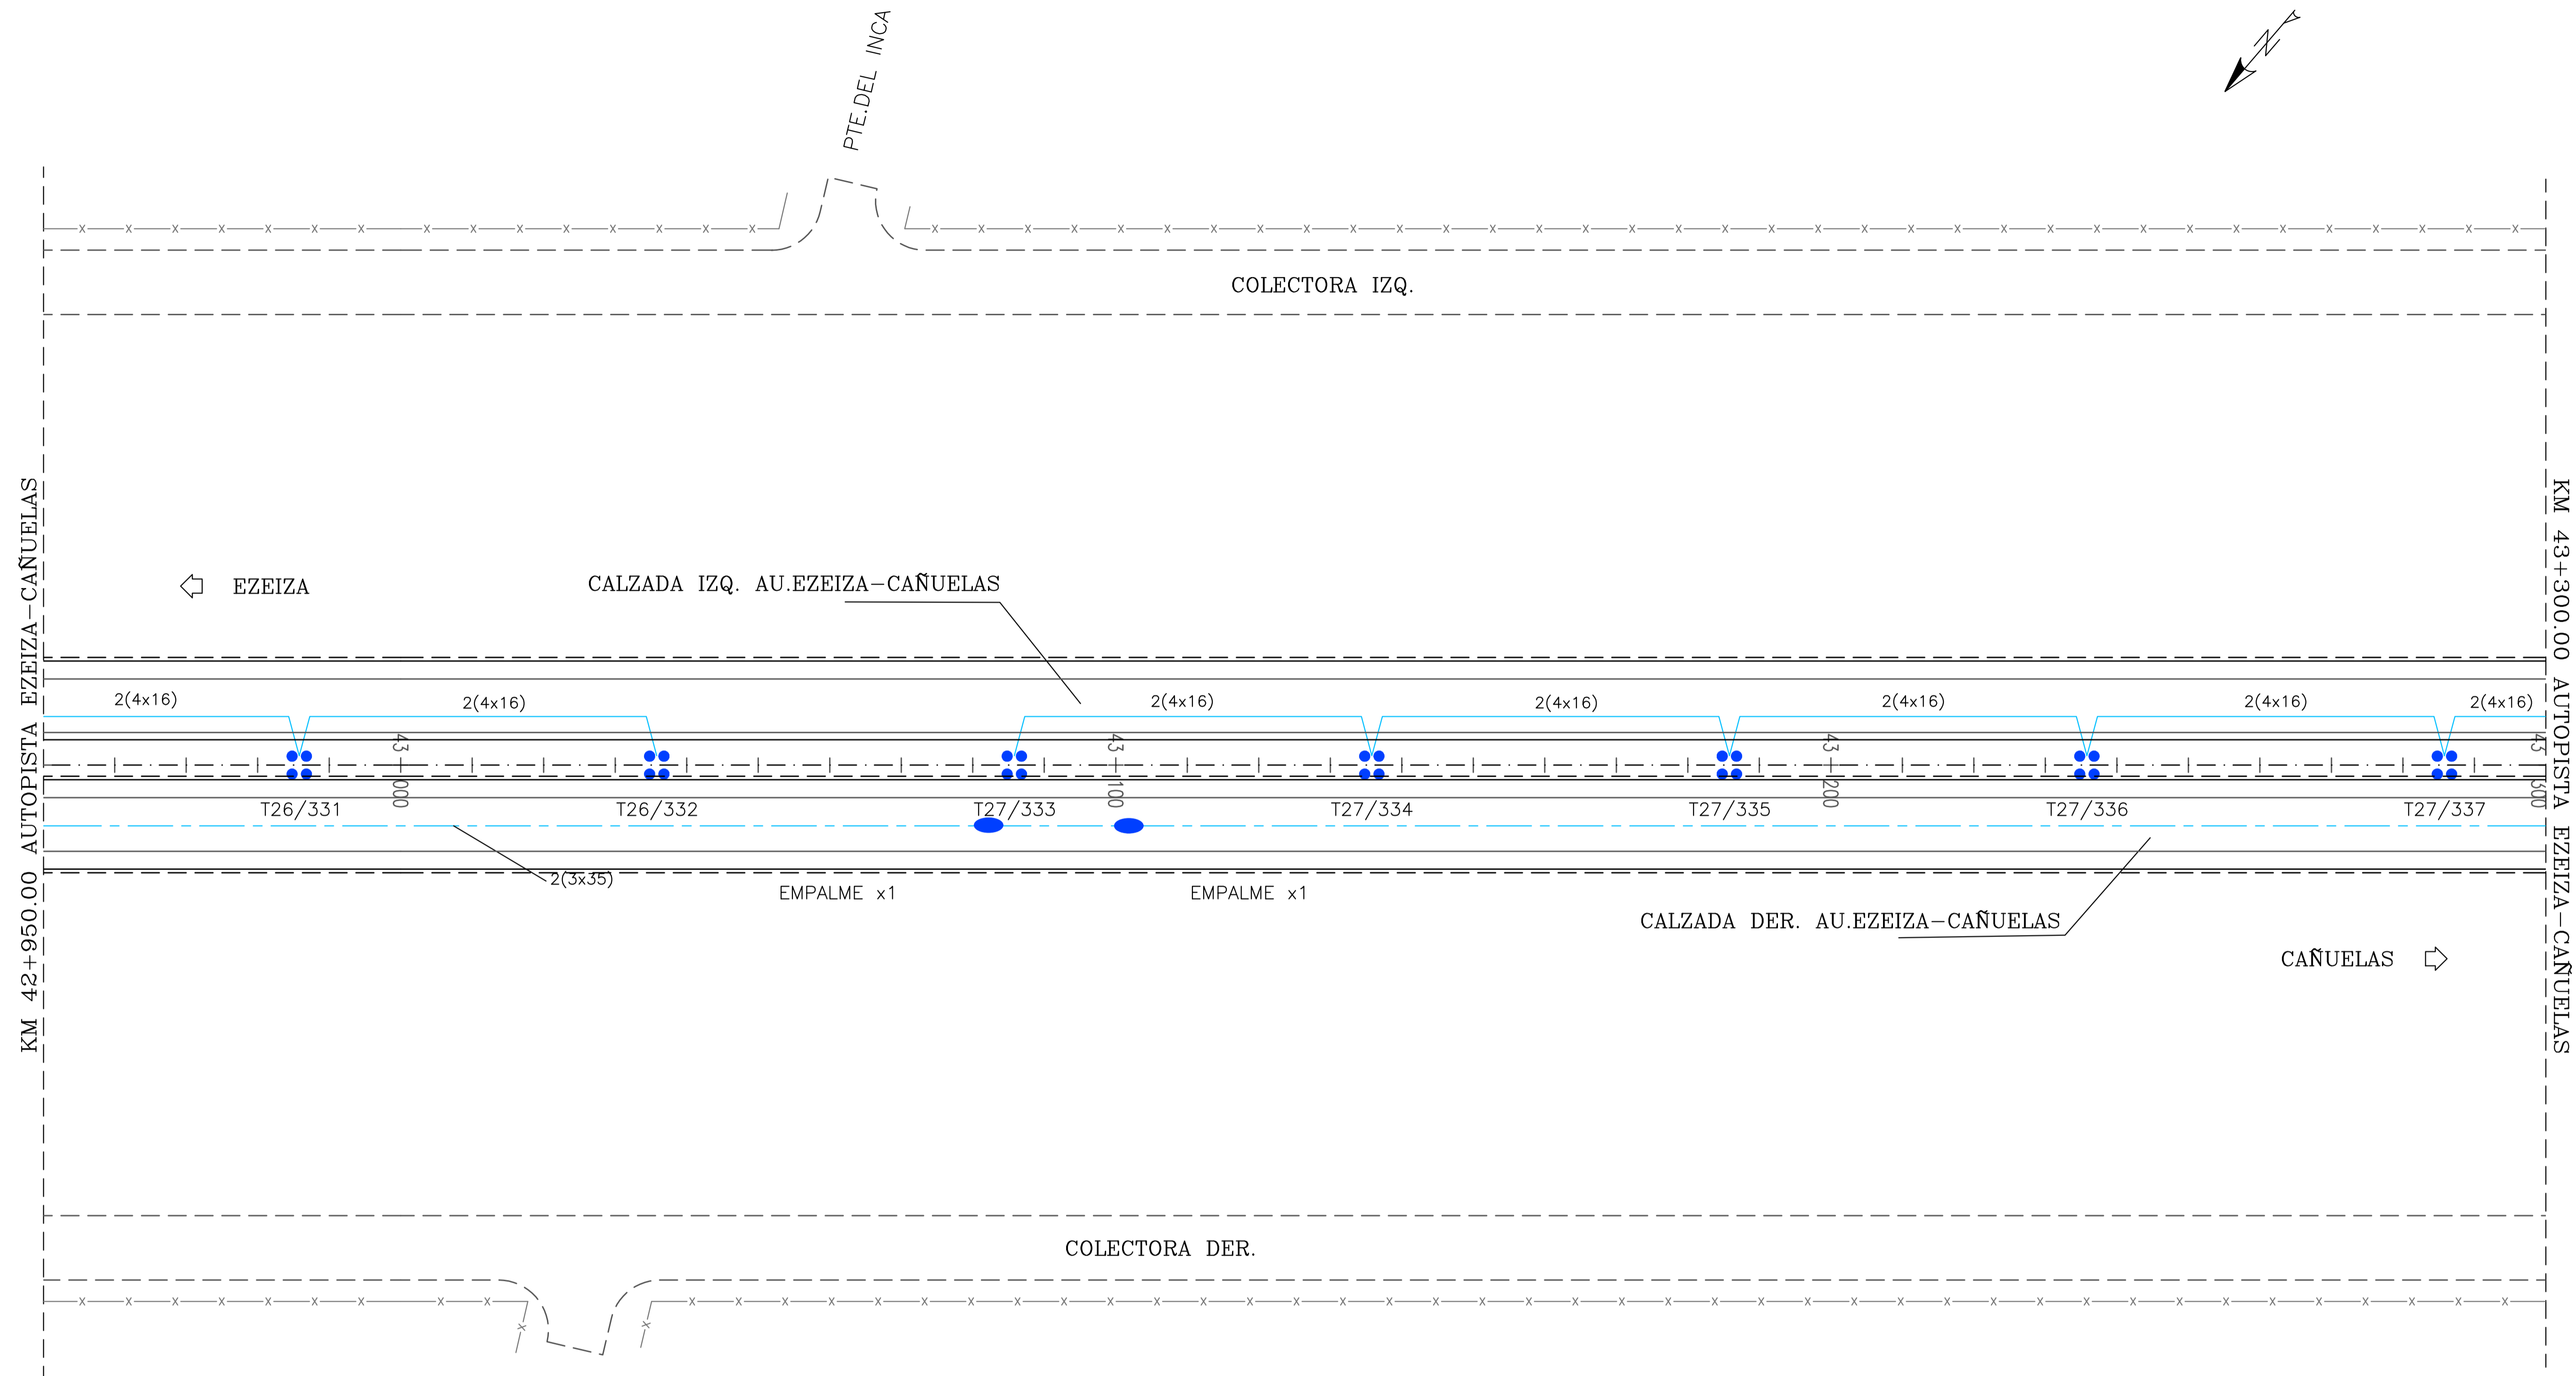 PTE.DEL INCA
N
COLECTORA IZQ.
KM 42+950.00 AUTOPISTA EZEIZA-CAÑUELAS
KM 43+300.00 AUTOPISTA EZEIZA-CAÑUELAS
EZEIZA
CALZADA IZQ. AU.EZEIZA-CAÑUELAS
2(4x16)
2(4x16)
2(4x16)
2(4x16)
2(4x16)
2(4x16)
2(4x16)
43 000
43 100
43 200
43 300
T26/331
T26/332
T27/333
T27/334
T27/335
T27/336
T27/337
2(3x35)
EMPALME x1
EMPALME x1
CALZADA DER. AU.EZEIZA-CAÑUELAS
CAÑUELAS
COLECTORA DER.